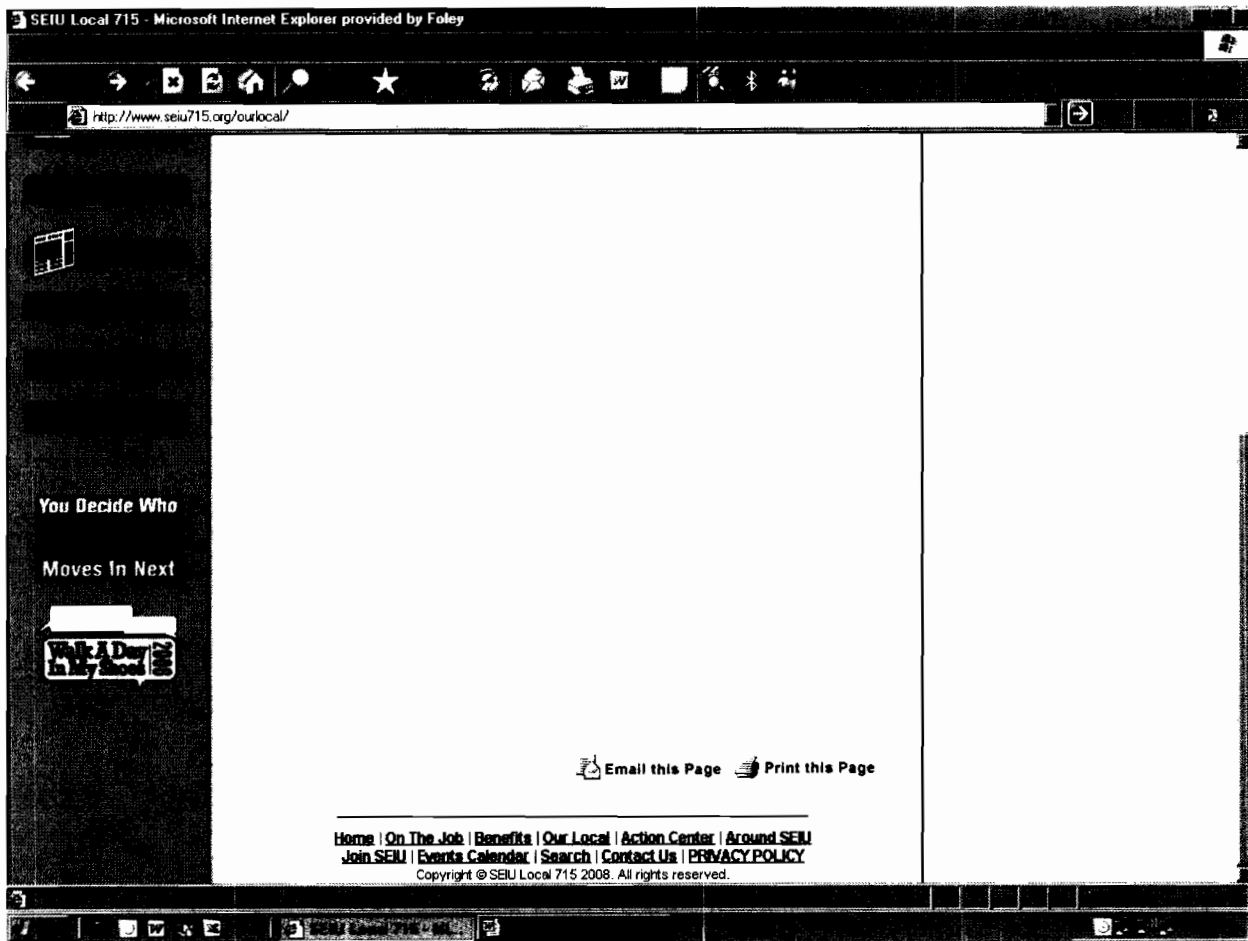 SEIU Local 715 - Microsoft Internet Explorer provided by Foley
http://www.seiu715.org/ourlocal/
You Decide Who
Moves In Next
Walk A Day
In My Shoes
2008
Email this Page Print this Page
Home | On The Job | Benefits | Our Local | Action Center | Around SEIU
Join SEIU | Events Calendar | Search | Contact Us | PRIVACY POLICY
Copyright © SEIU Local 715 2008. All rights reserved.